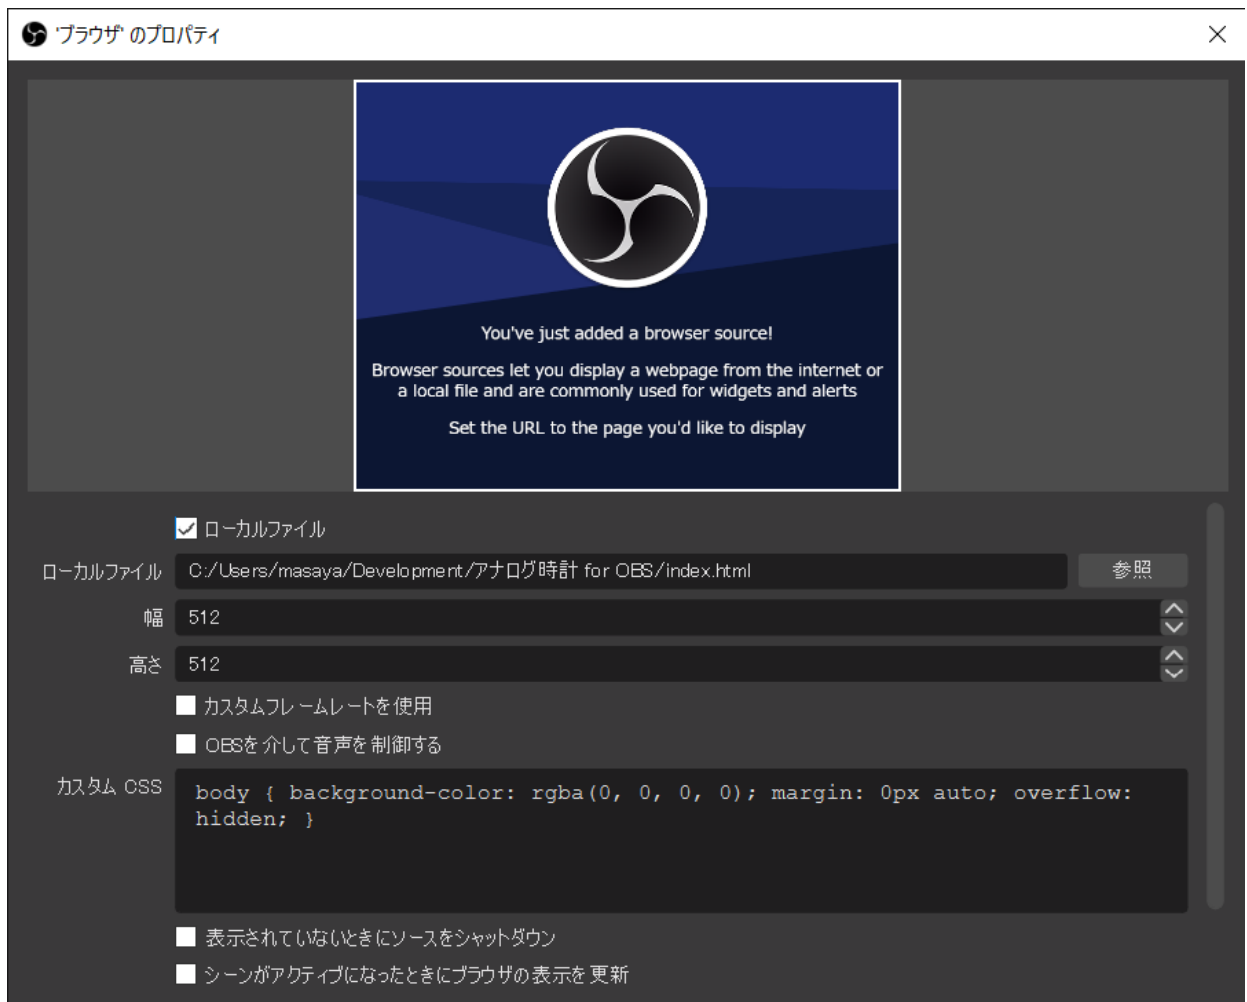 'ブラウザ' のプロパティ
You've just added a browser source!
Browser sources let you display a webpage from the internet or
a local file and are commonly used for widgets and alerts
Set the URL to the page you'd like to display
ローカルファイル
ローカルファイル C:/Users/masaya/Development/アナログ時計 for OBS/index.html 参照
幅 512
高さ 512
カスタムフレームレートを使用
OBSを介して音声を制御する
カスタム CSS body { background-color: rgba(0, 0, 0, 0); margin: 0px auto; overflow:
hidden; }
表示されていないときにソースをシャットダウン
シーンがアクティブになったときにブラウザの表示を更新